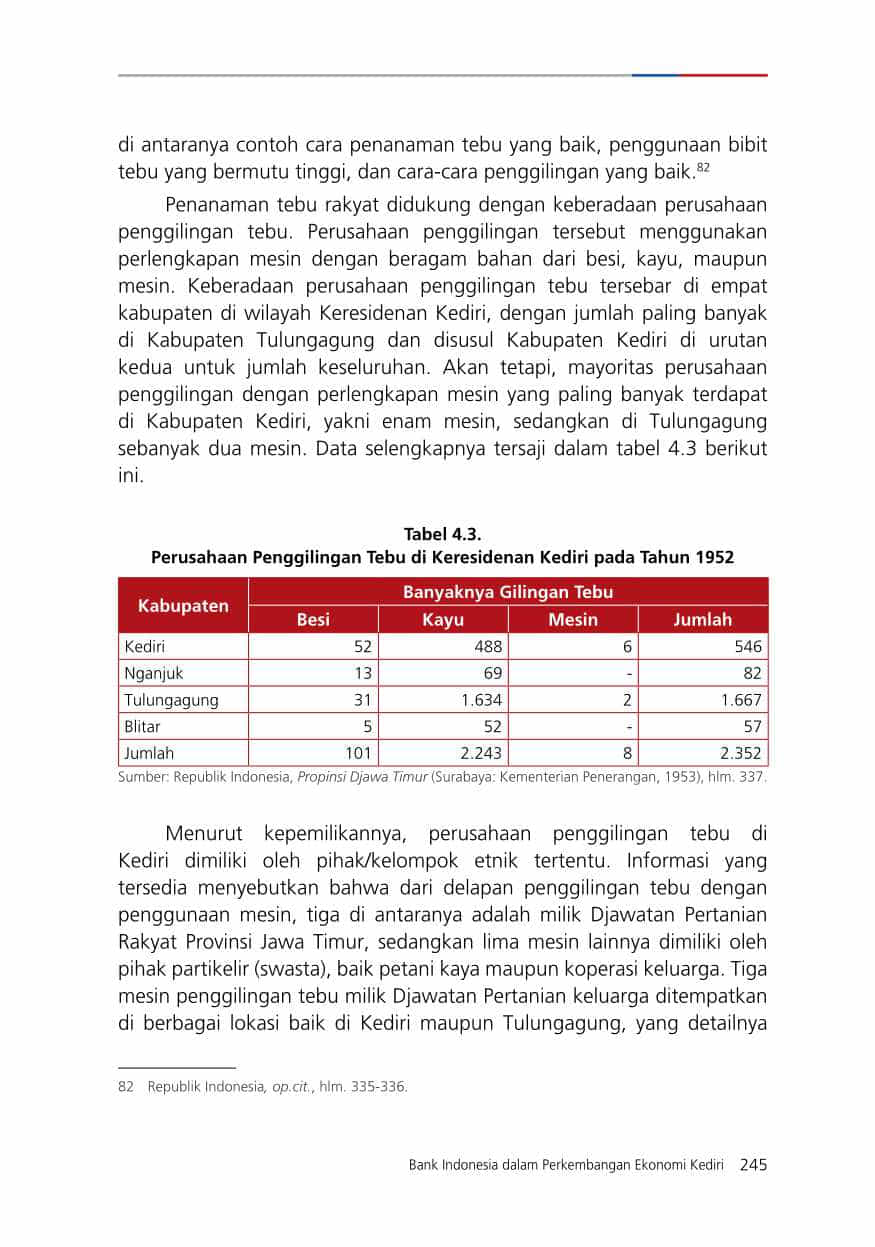 di antaranya contoh cara penanaman tebu yang baik, penggunaan bibit
tebu yang bermutu tinggi, dan cara-cara penggilingan yang baik.82
Penanaman tebu rakyat didukung dengan keberadaan perusahaan
penggilingan tebu. Perusahaan penggilingan tersebut menggunakan
perlengkapan mesin dengan beragam bahan dari besi, kayu, maupun
mesin. Keberadaan perusahaan penggilingan tebu tersebar di empat
kabupaten di wilayah Keresidenan Kediri, dengan jumlah paling banyak
di Kabupaten Tulungagung dan disusul Kabupaten Kediri di urutan
kedua untuk jumlah keseluruhan. Akan tetapi, mayoritas perusahaan
penggilingan dengan perlengkapan mesin yang paling banyak terdapat
di Kabupaten Kediri, yakni enam mesin, sedangkan di Tulungagung
sebanyak dua mesin. Data selengkapnya tersaji dalam tabel 4.3 berikut
ini.
Tabel 4.3.
Perusahaan Penggilingan Tebu di Keresidenan Kediri pada Tahun 1952
Kabupaten Banyaknya Gilingan Tebu
Besi Kayu Mesin Jumlah
Kediri 52 488 6 546
Nganjuk 13 69 - 82
Tulungagung 31 1.634 2 1.667
Blitar 5 52 - 57
Jumlah 101 2.243 8 2.352
Sumber: Republik Indonesia, Propinsi Djawa Timur (Surabaya: Kementerian Penerangan, 1953), hlm. 337.
Menurut kepemilikannya, perusahaan penggilingan tebu di
Kediri dimiliki oleh pihak/kelompok etnik tertentu. Informasi yang
tersedia menyebutkan bahwa dari delapan penggilingan tebu dengan
penggunaan mesin, tiga di antaranya adalah milik Djawatan Pertanian
Rakyat Provinsi Jawa Timur, sedangkan lima mesin lainnya dimiliki oleh
pihak partikelir (swasta), baik petani kaya maupun koperasi keluarga. Tiga
mesin penggilingan tebu milik Djawatan Pertanian keluarga ditempatkan
di berbagai lokasi baik di Kediri maupun Tulungagung, yang detailnya
82 Republik Indonesia, op.cit., hlm. 335-336.
Bank Indonesia dalam Perkembangan Ekonomi Kediri 245